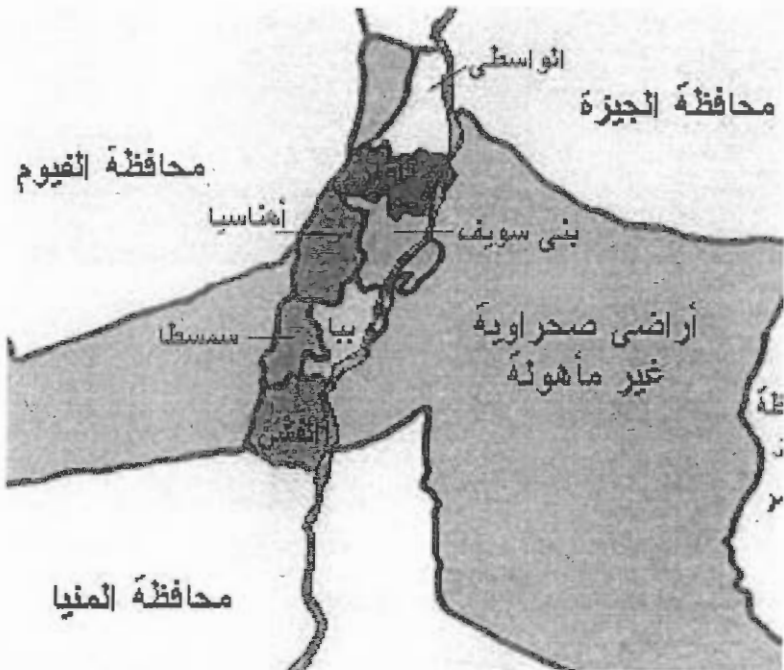 الواسطى
محافظة الجيزة
محافظة الفيوم
أهناسيا
بنى سويف
ببا
سمسطا
أراضى صحراوية
غير مأهولة
الفشن
محافظة المنيا